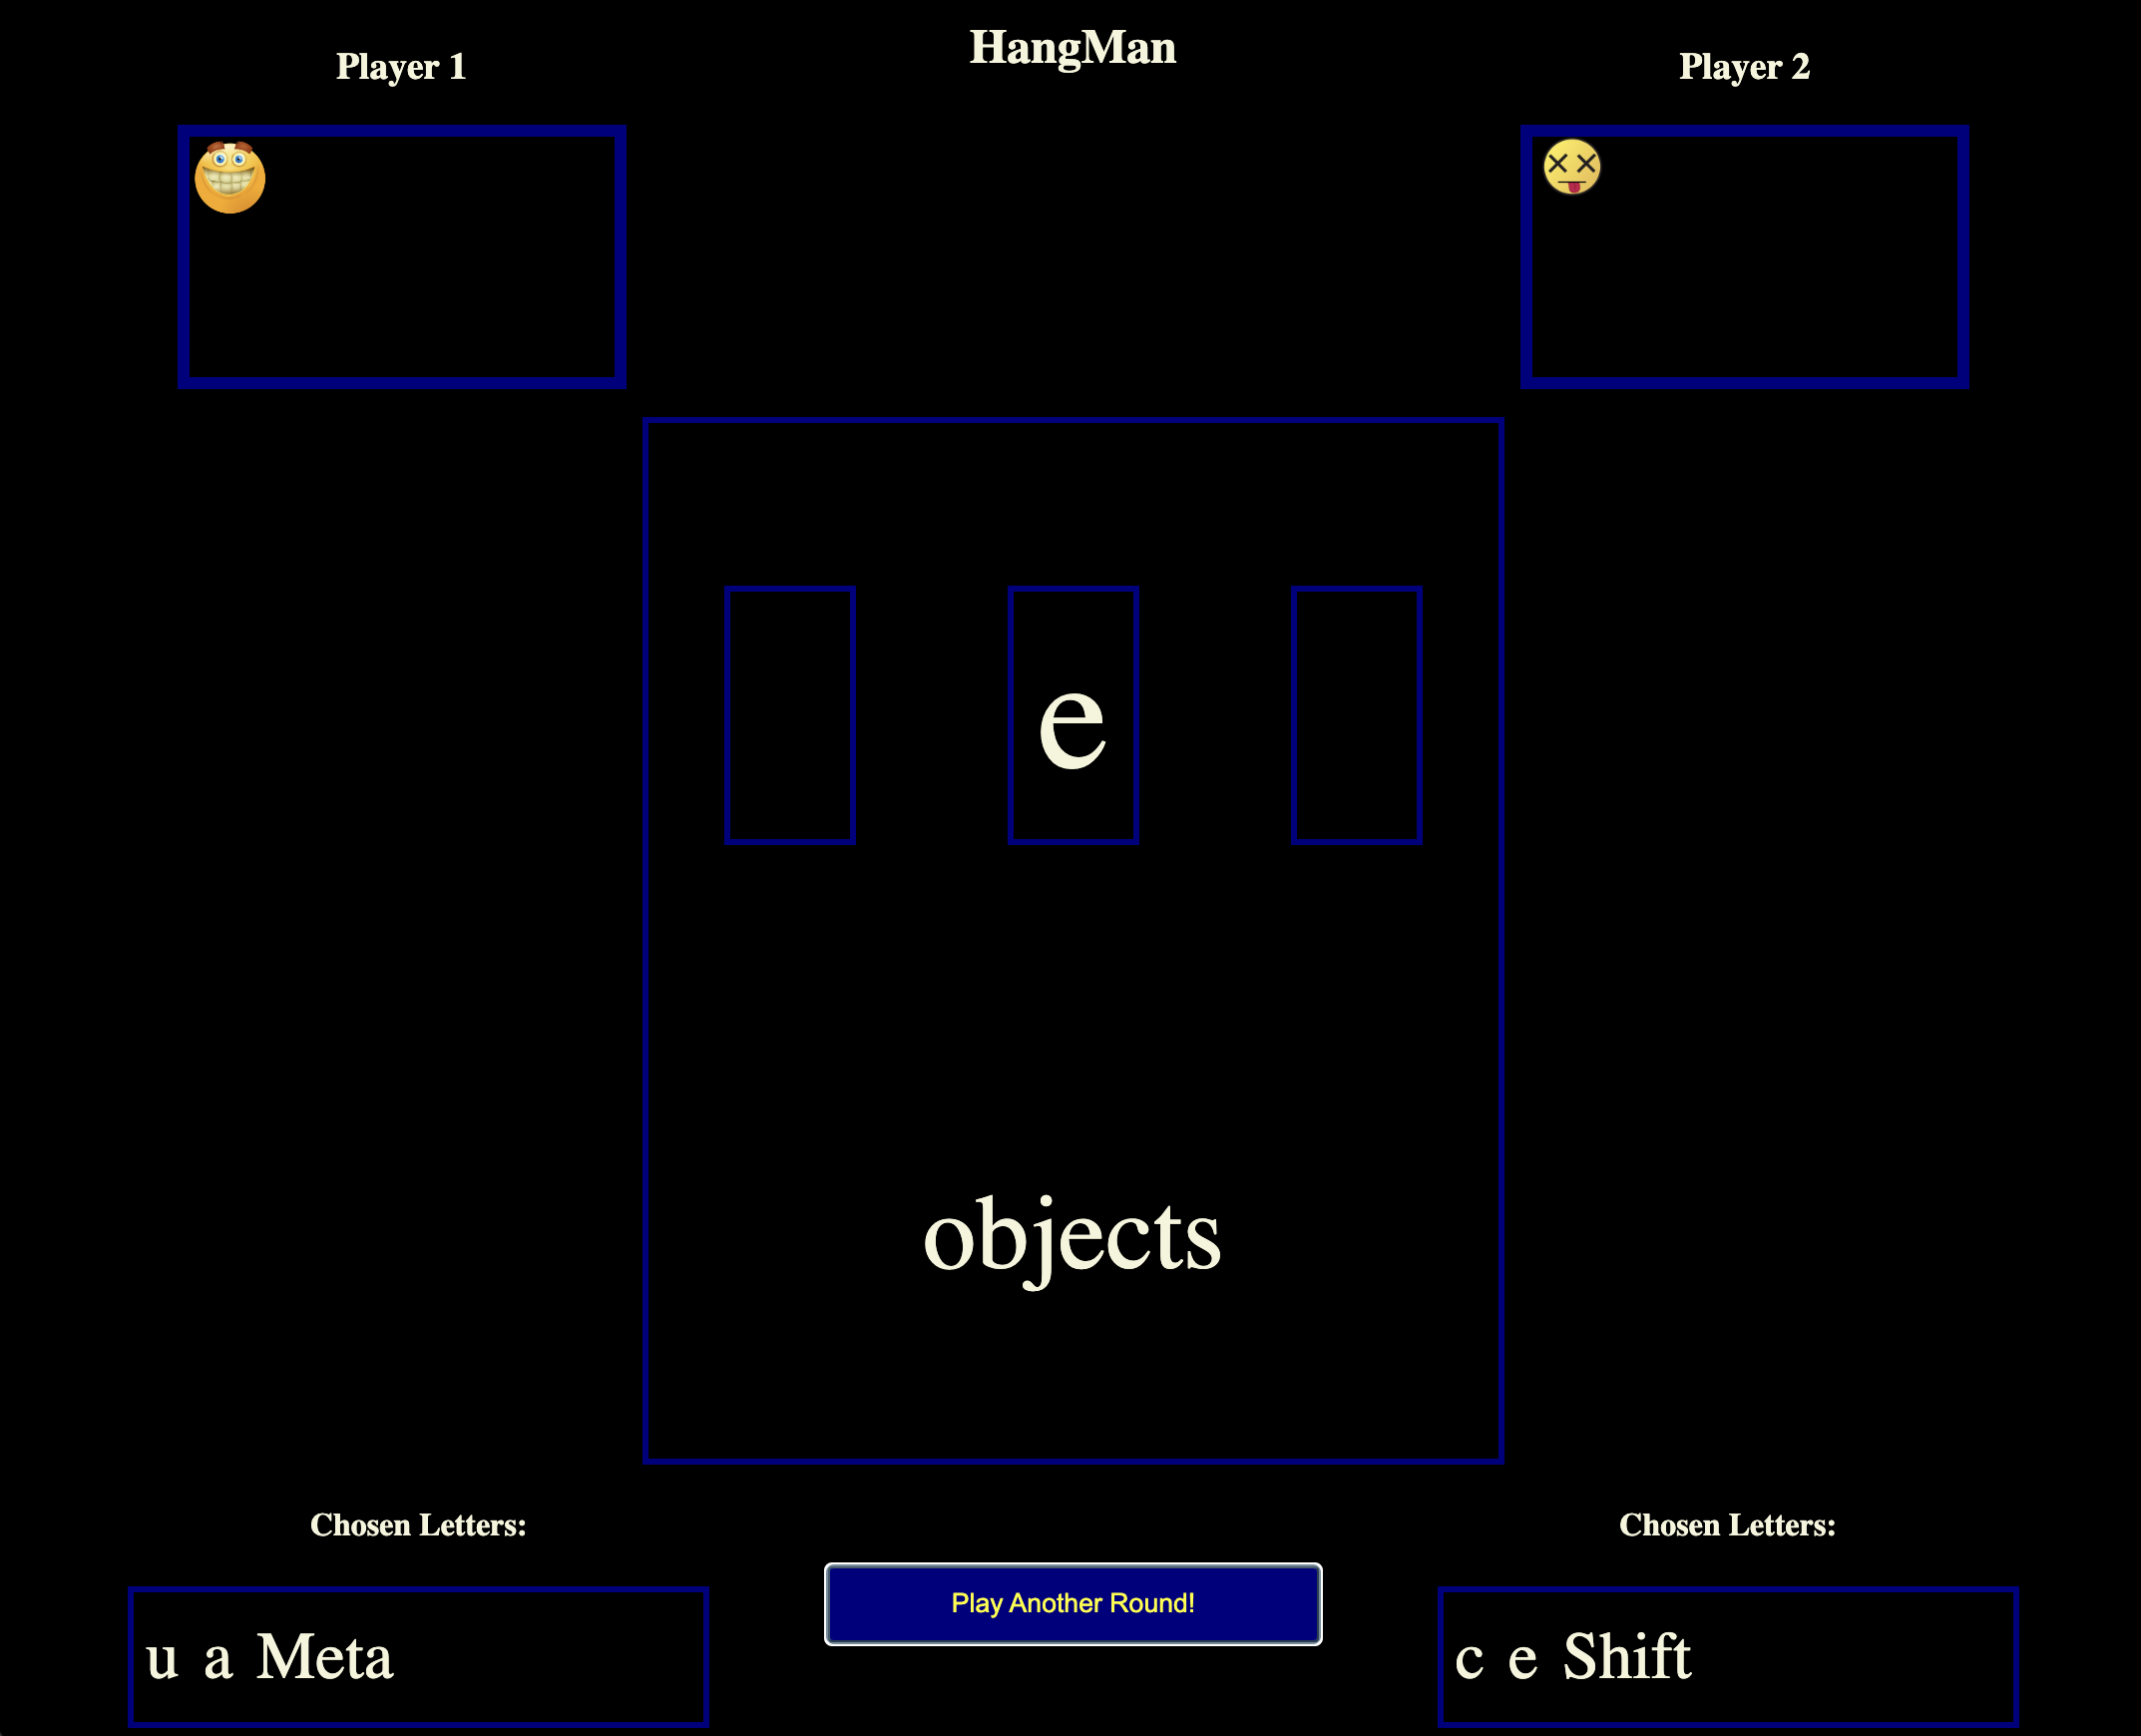 HangMan
Player 1
Player 2
e
objects
Chosen Letters:
Chosen Letters:
Play Another Round!
u a Meta
c e Shift